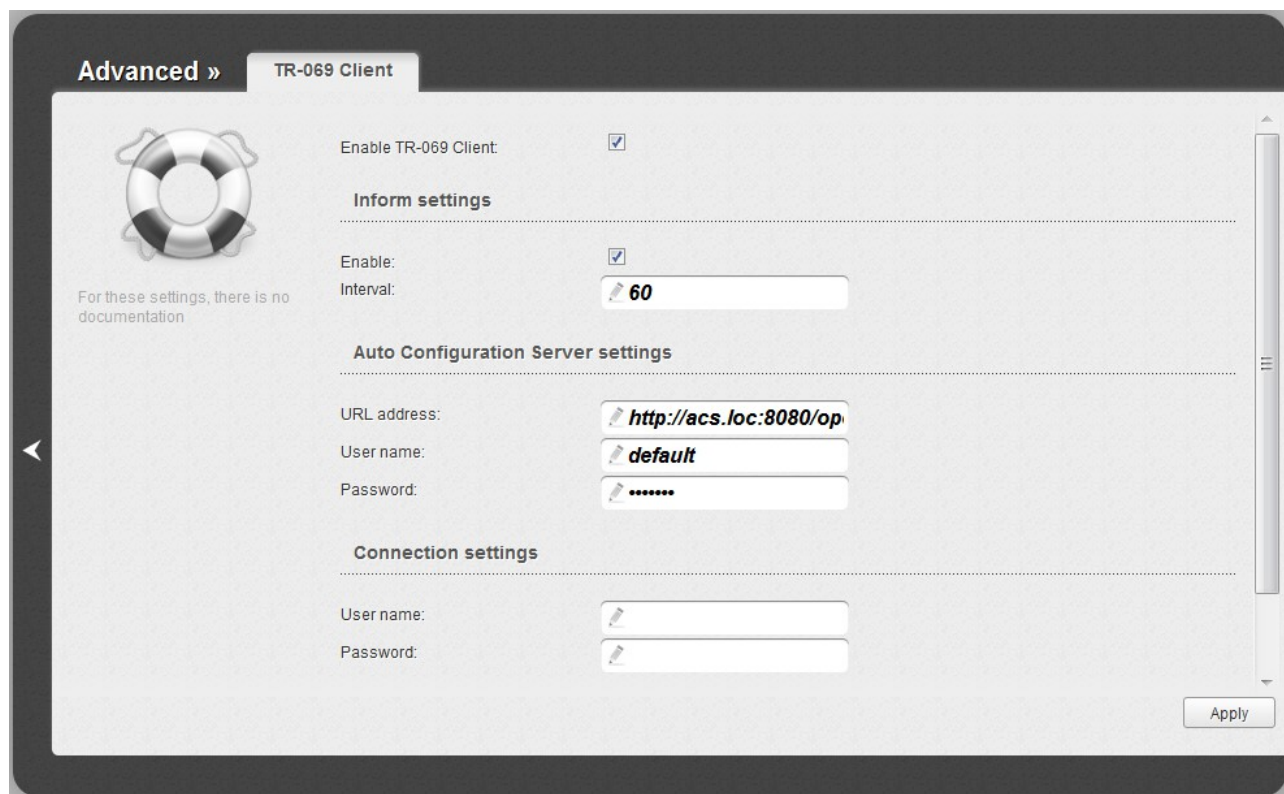 Advanced »
TR-069 Client
For these settings, there is no
documentation
Enable TR-069 Client:
Inform settings
Enable:
Interval: 60
Auto Configuration Server settings
URL address: http://acs.loc:8080/op
User name: default
Password: •••••••
Connection settings
User name:
Password:
Apply